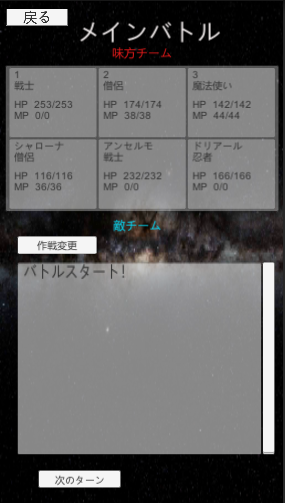 戻る
メインバトル
味方チーム
1
戦士
HP 253/253
MP 0/0
2
僧侶
HP 174/174
MP 38/38
3
魔法使い
HP 142/142
MP 44/44
シャローナ
僧侶
HP 116/116
MP 36/36
アンセルモ
戦士
HP 232/232
MP 0/0
ドリアール
忍者
HP 166/166
MP 0/0
敵チーム
作戦変更
バトルスタート!
次のターン